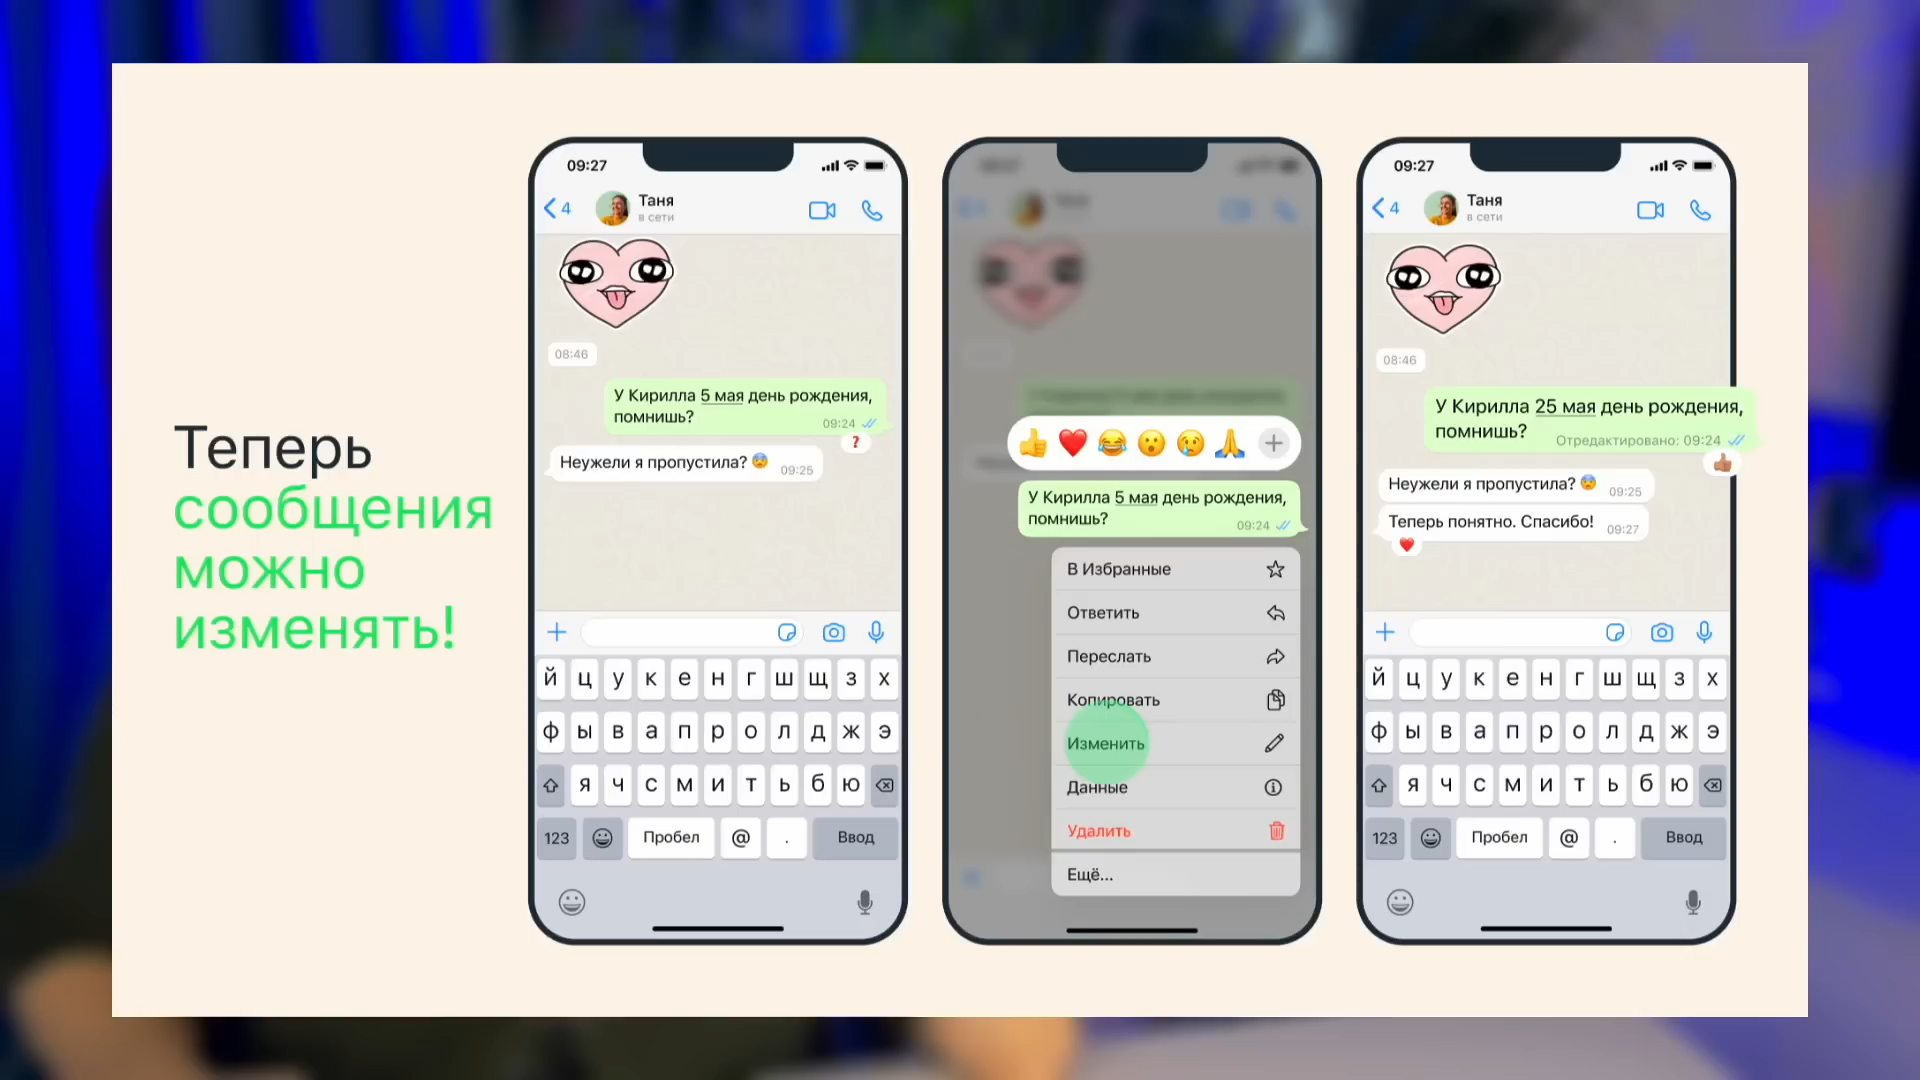 Теперь
сообщения
можно
изменять!
09:27
4
Таня
в сети
08:46
У Кирилла 5 мая день рождения,
помнишь?
09:24
Неужели я пропустила?
09:25
й ц у к е н г ш щ з х
ф ы в а п р о л д ж э
я ч с м и т ь б ю
123
Пробел
@
.
Ввод
У Кирилла 5 мая день рождения,
помнишь?
09:24
В Избранные
Ответить
Переслать
Копировать
Изменить
Данные
Удалить
Ещё...
09:27
4
Таня
в сети
08:46
У Кирилла 25 мая день рождения,
помнишь?
Отредактировано: 09:24
Неужели я пропустила?
09:25
Теперь понятно. Спасибо!
09:27
й ц у к е н г ш щ з х
ф ы в а п р о л д ж э
я ч с м и т ь б ю
123
Пробел
@
.
Ввод